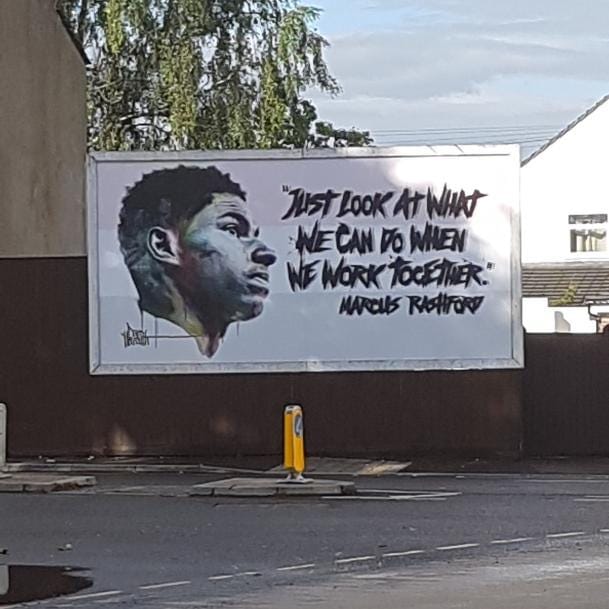 "JUST LOOK AT WHAT
WE CAN DO WHEN
WE WORK TOGETHER."
MARCUS RASHFORD